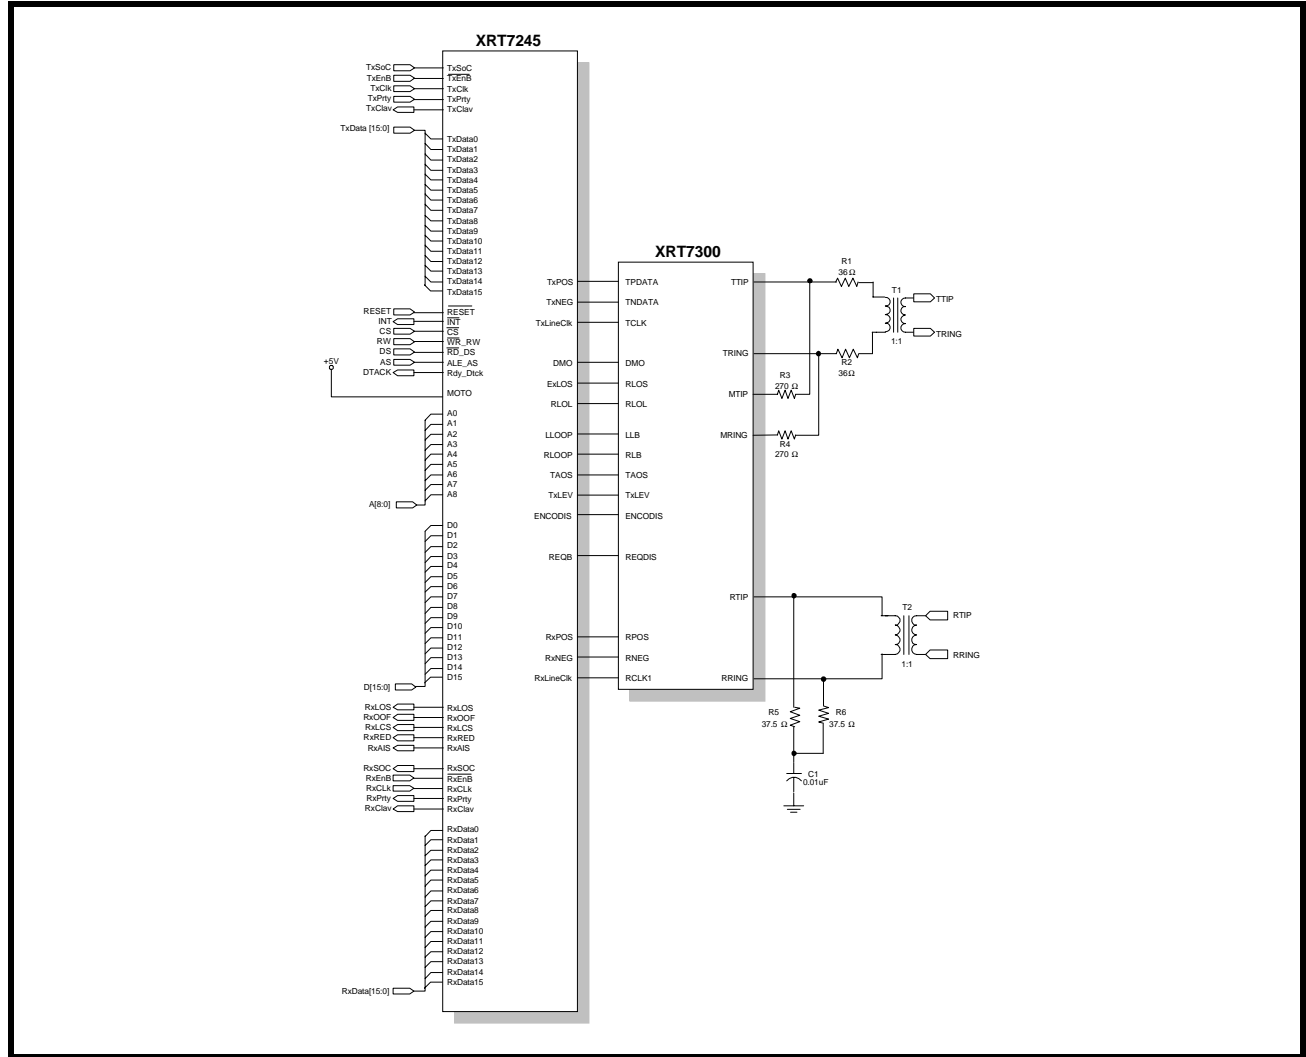 XRT7245
TxSoC TxSoC
TxEnB TxEnB
TxClk TxClk
TxPrty TxPrty
TxClav TxClav
TxData [15:0]
TxData0
TxData1
TxData2
TxData3
TxData4
TxData5
TxData6
TxData7
TxData8
TxData9
TxData10
TxData11
TxData12
TxData13
TxData14
TxData15
RESET RESET
INT INT
CS CS
RW WR_RW
DS RD_DS
AS ALE_AS
DTACK Rdy_Dtck
+5V
MOTO
A0
A1
A2
A3
A4
A5
A6
A7
A8
A[8:0]
D0
D1
D2
D3
D4
D5
D6
D7
D8
D9
D10
D11
D12
D13
D14
D15
D[15:0]
RxLOS RxLOS
RxOOF RxOOF
RxLCS RxLCS
RxRED RxRED
RxAIS RxAIS
RxSOC RxSOC
RxEnB RxEnB
RxCLk RxCLk
RxPrty RxPrty
RxClav RxClav
RxData0
RxData1
RxData2
RxData3
RxData4
RxData5
RxData6
RxData7
RxData8
RxData9
RxData10
RxData11
RxData12
RxData13
RxData14
RxData15
RxData[15:0]
XRT7300
TxPOS TPDATA
TxNEG TNDATA
TxLineClk TCLK
DMO DMO
ExLOS RLOS
RLOL RLOL
LLOOP LLB
RLOOP RLB
TAOS TAOS
TxLEV TxLEV
ENCODIS ENCODIS
REQB REQDIS
RxPOS RPOS
RxNEG RNEG
RxLineClk RCLK1
TTIP
TRING
MTIP
MRING
RTIP
RRING
R1
36Ω
T1
TTIP
TRING
1:1
R2
36Ω
R3
270 Ω
R4
270 Ω
T2
RTIP
RRING
1:1
R5
37.5 Ω
R6
37.5 Ω
C1
0.01uF